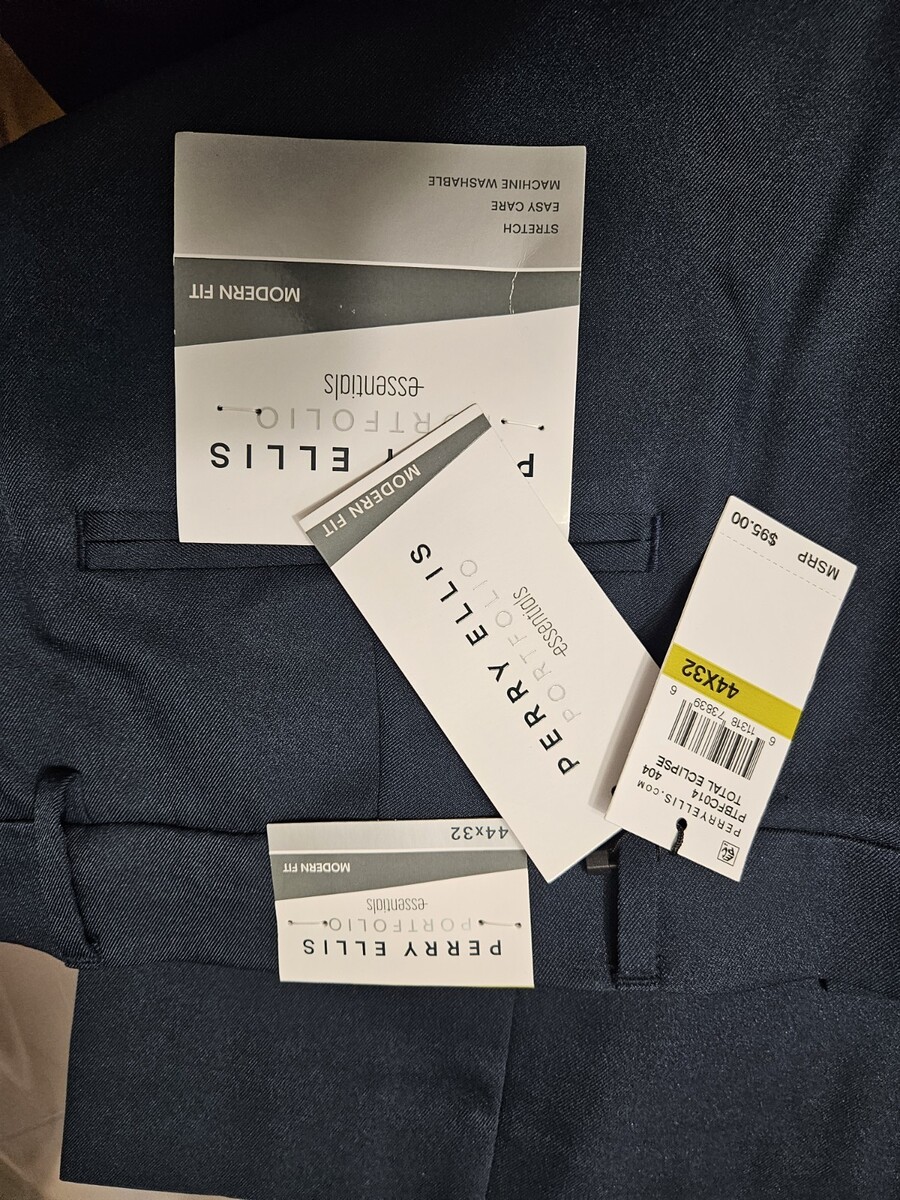 PERRY ELLIS
PORTFOLIO
essentials
MODERN FIT
STRETCH
EASY CARE
MACHINE WASHABLE
PERRY ELLIS
PORTFOLIO
essentials
MODERN FIT
PERRYELLIS.COM
PTBFC014 404
TOTAL ECLIPSE
6 11318 73839 6
44X32
MSRP $95.00
PERRY ELLIS
PORTFOLIO
essentials
MODERN FIT
44x32